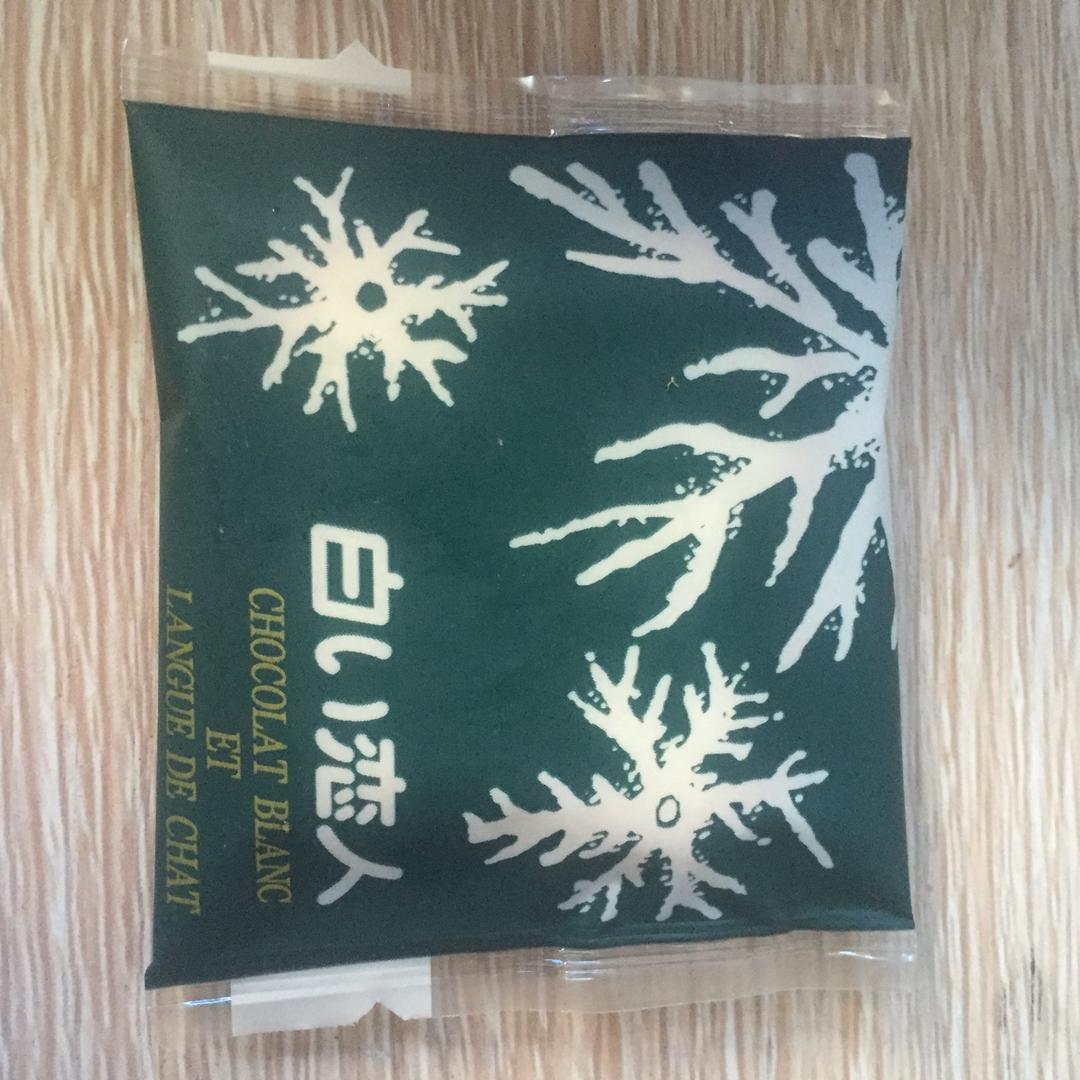 白い恋人
CHOCOLAT BLANC
ET
LANGUE DE CHAT